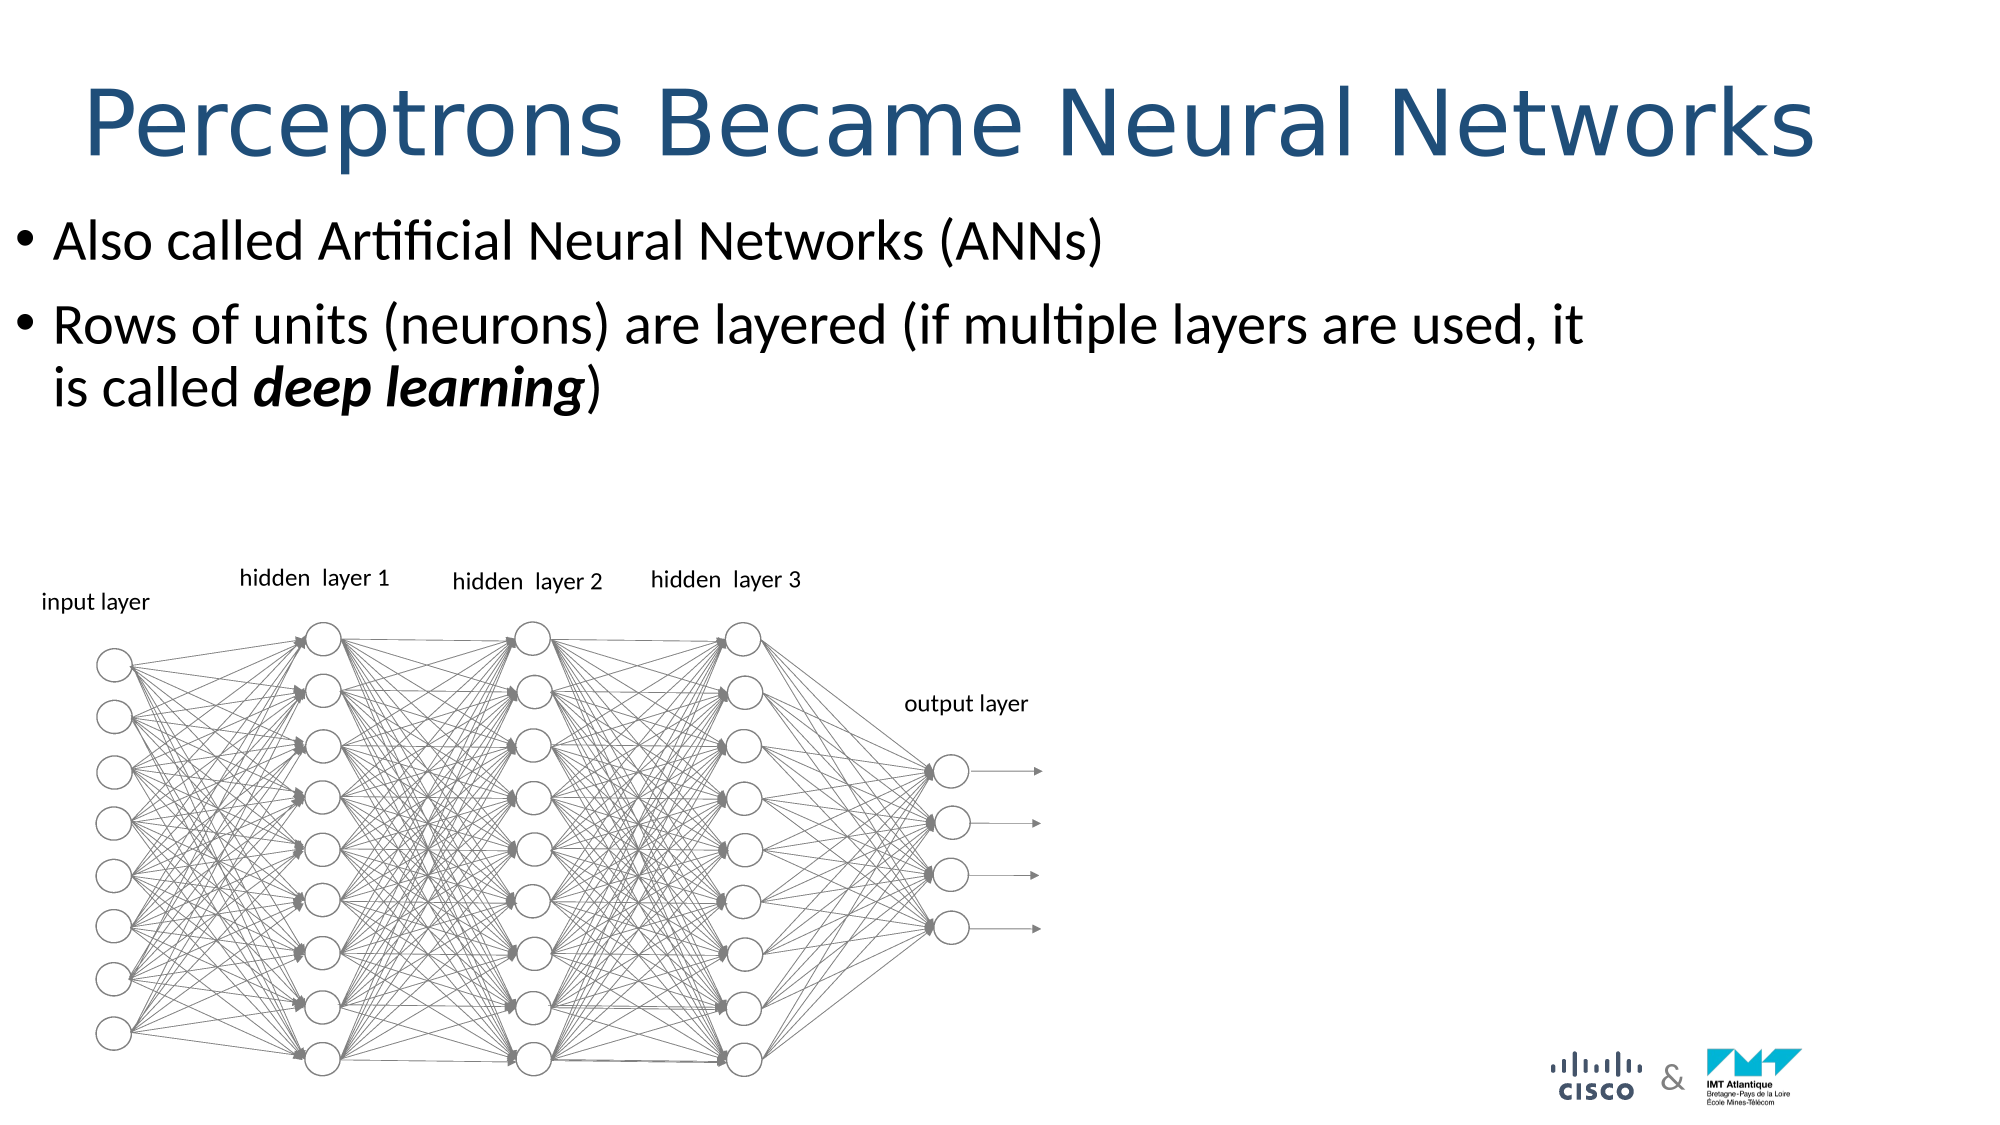 Perceptrons Became Neural Networks
• Also called Artificial Neural Networks (ANNs)
• Rows of units (neurons) are layered (if multiple layers are used, it
is called deep learning)
input layer
hidden  layer 1
hidden  layer 2
hidden  layer 3
output layer
CISCO
&
IMT Atlantique
Bretagne-Pays de la Loire
École Mines-Télécom